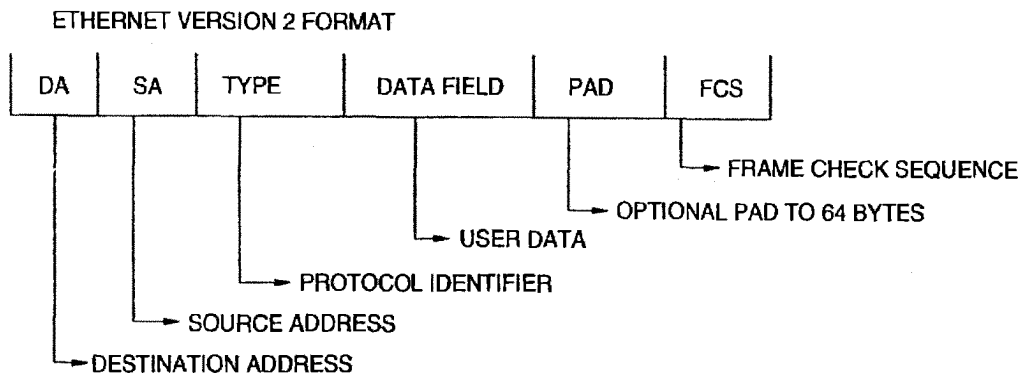 ETHERNET VERSION 2 FORMAT
DA SA TYPE DATA FIELD PAD FCS
FRAME CHECK SEQUENCE
OPTIONAL PAD TO 64 BYTES
USER DATA
PROTOCOL IDENTIFIER
SOURCE ADDRESS
DESTINATION ADDRESS